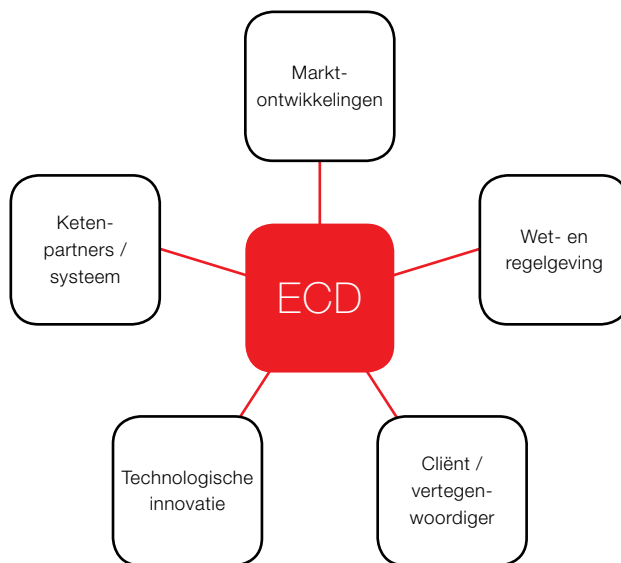 Markt-
ontwikkelingen
Keten-
partners /
systeem
Wet- en
regelgeving
ECD
Technologische
innovatie
Cliënt /
vertegen-
woordiger